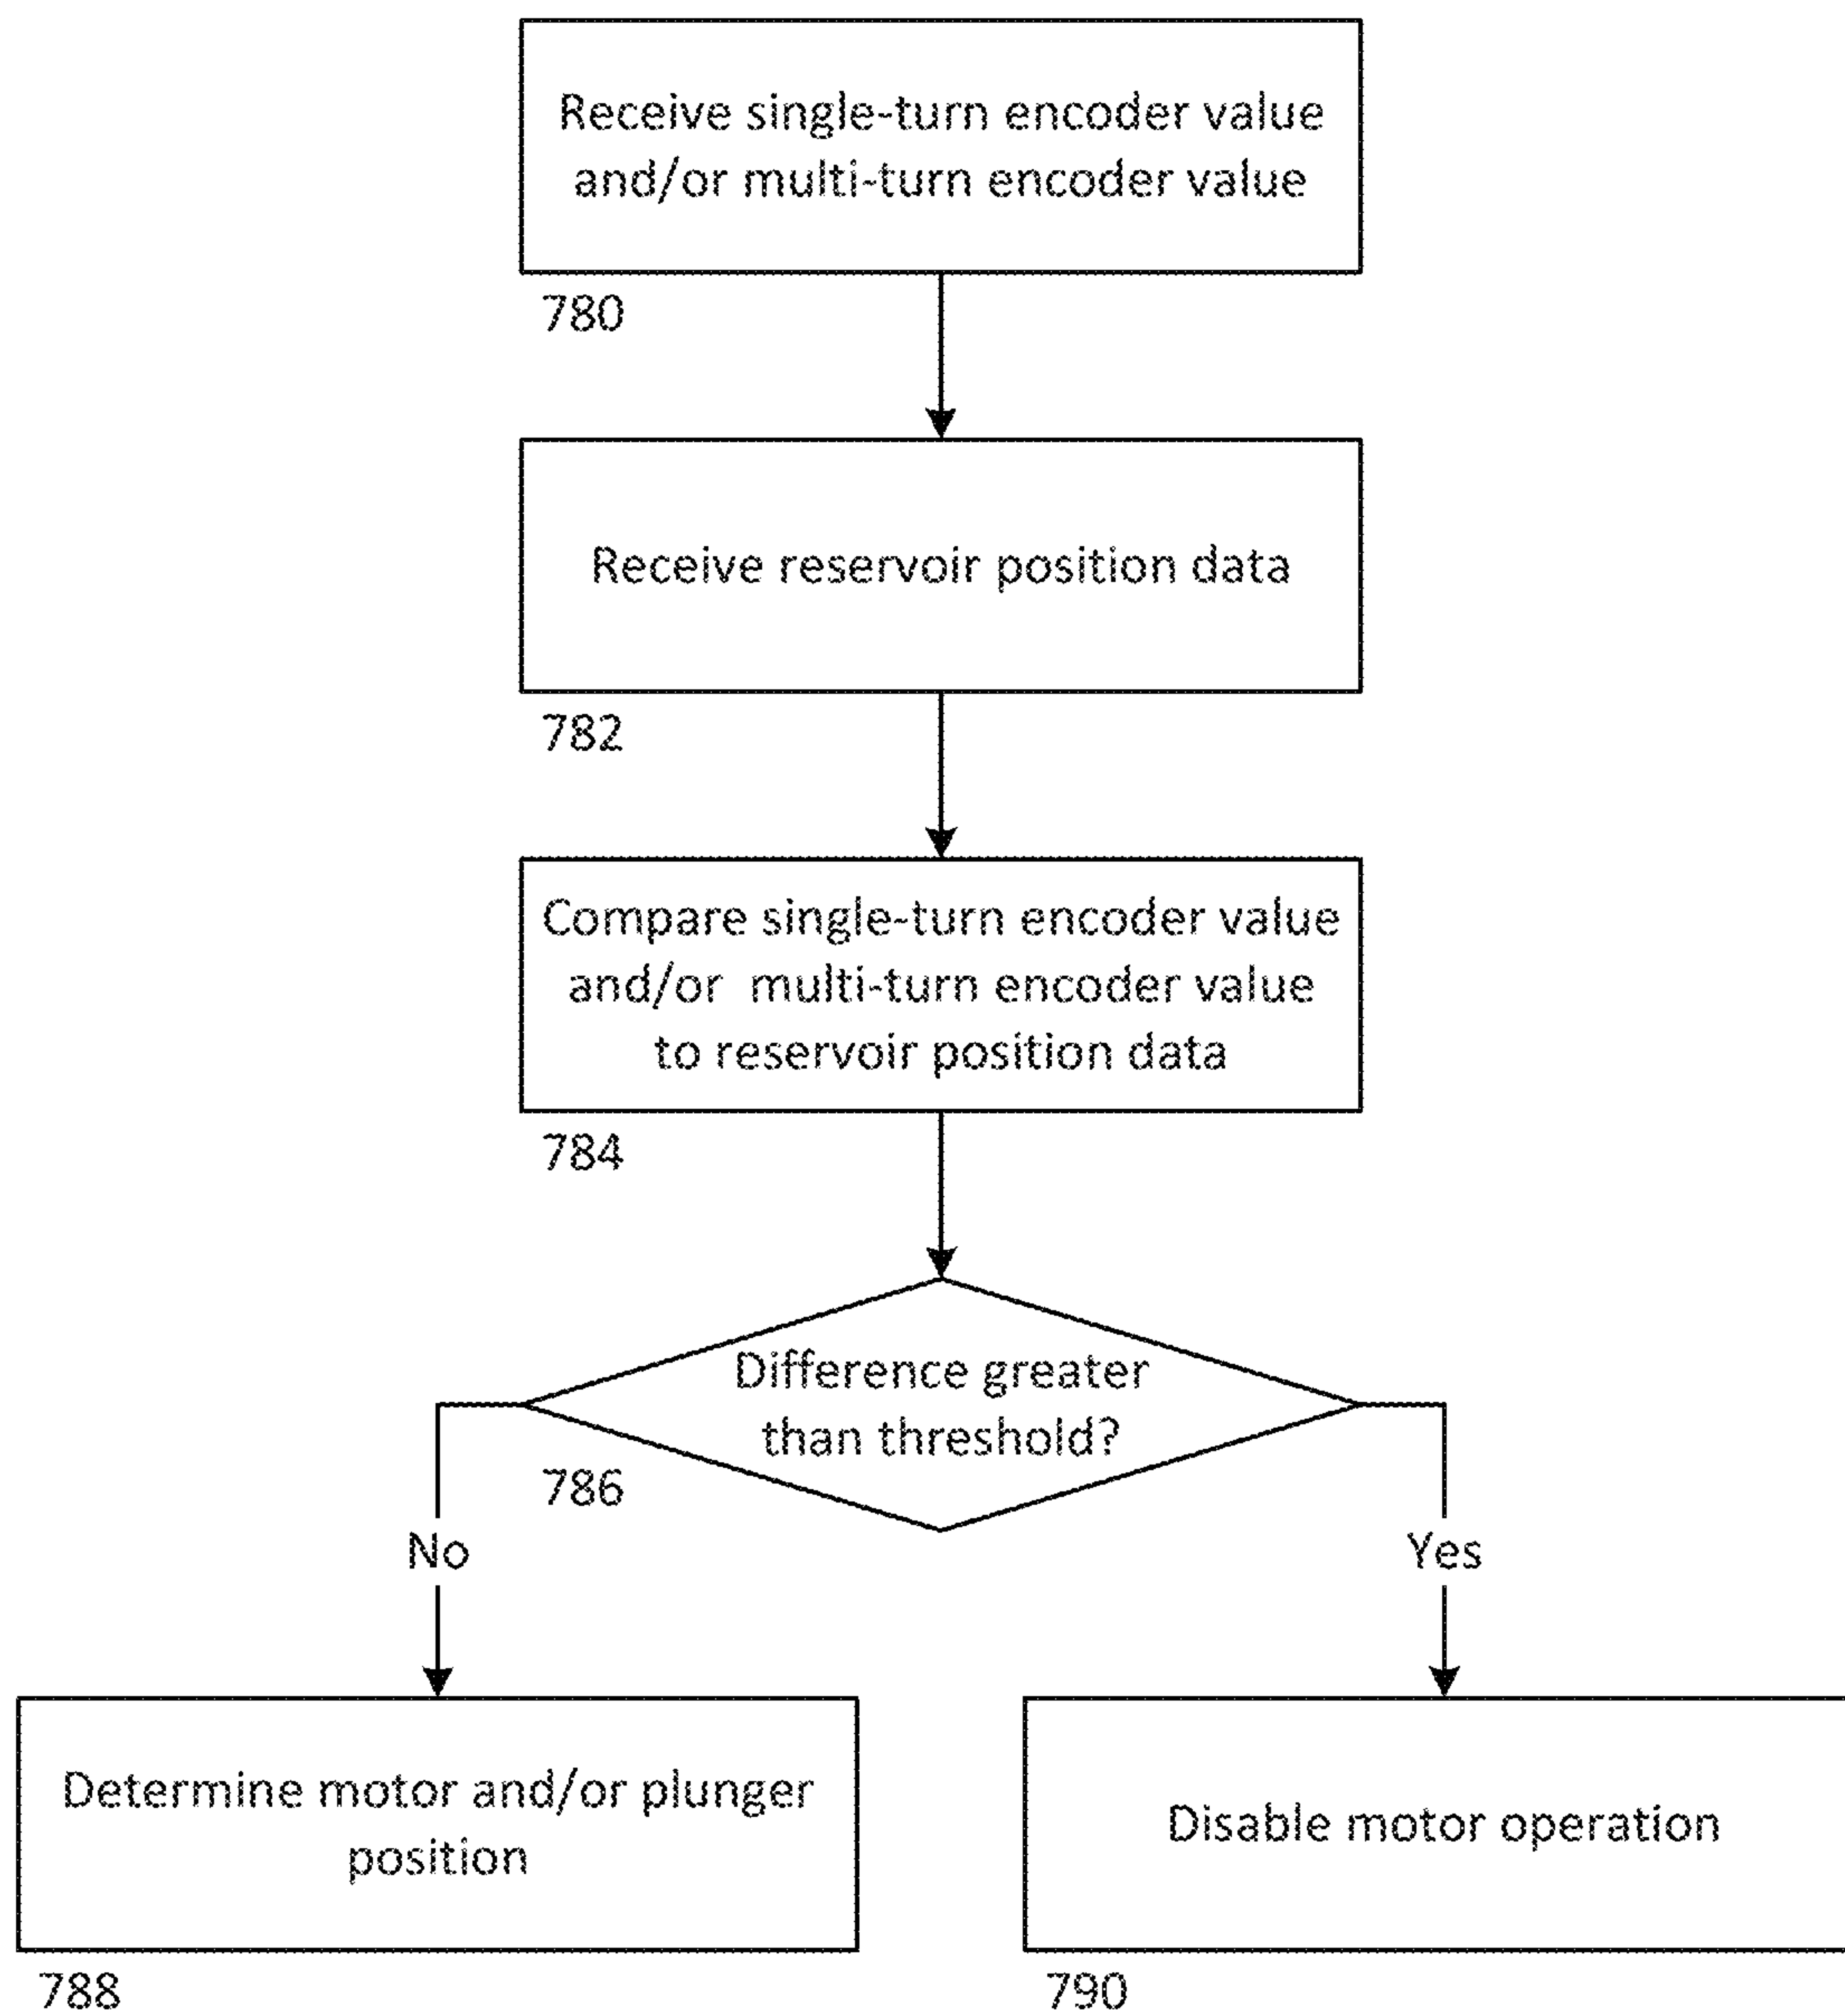 Receive single-turn encoder value
and/or multi-turn encoder value
780
Receive reservoir position data
782
Compare single-turn encoder value
and/or multi-turn encoder value
to reservoir position data
784
Difference greater
than threshold?
786
No
Yes
Determine motor and/or plunger
position
788
Disable motor operation
790